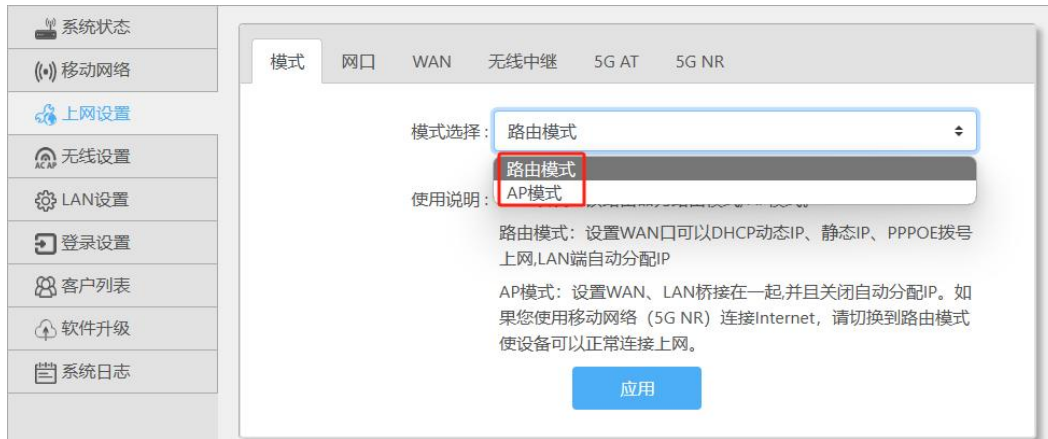 系统状态
移动网络
上网设置
AC AP 无线设置
LAN设置
登录设置
客户列表
软件升级
系统日志
模式 网口 WAN 无线中继 5G AT 5G NR
模式选择: 路由模式
路由模式
AP模式
使用说明:
路由模式：设置WAN口可以DHCP动态IP、静态IP、PPPOE拨号
上网,LAN端自动分配IP
AP模式：设置WAN、LAN桥接在一起,并且关闭自动分配IP。如
果您使用移动网络（5G NR）连接Internet，请切换到路由模式
使设备可以正常连接上网。
应用